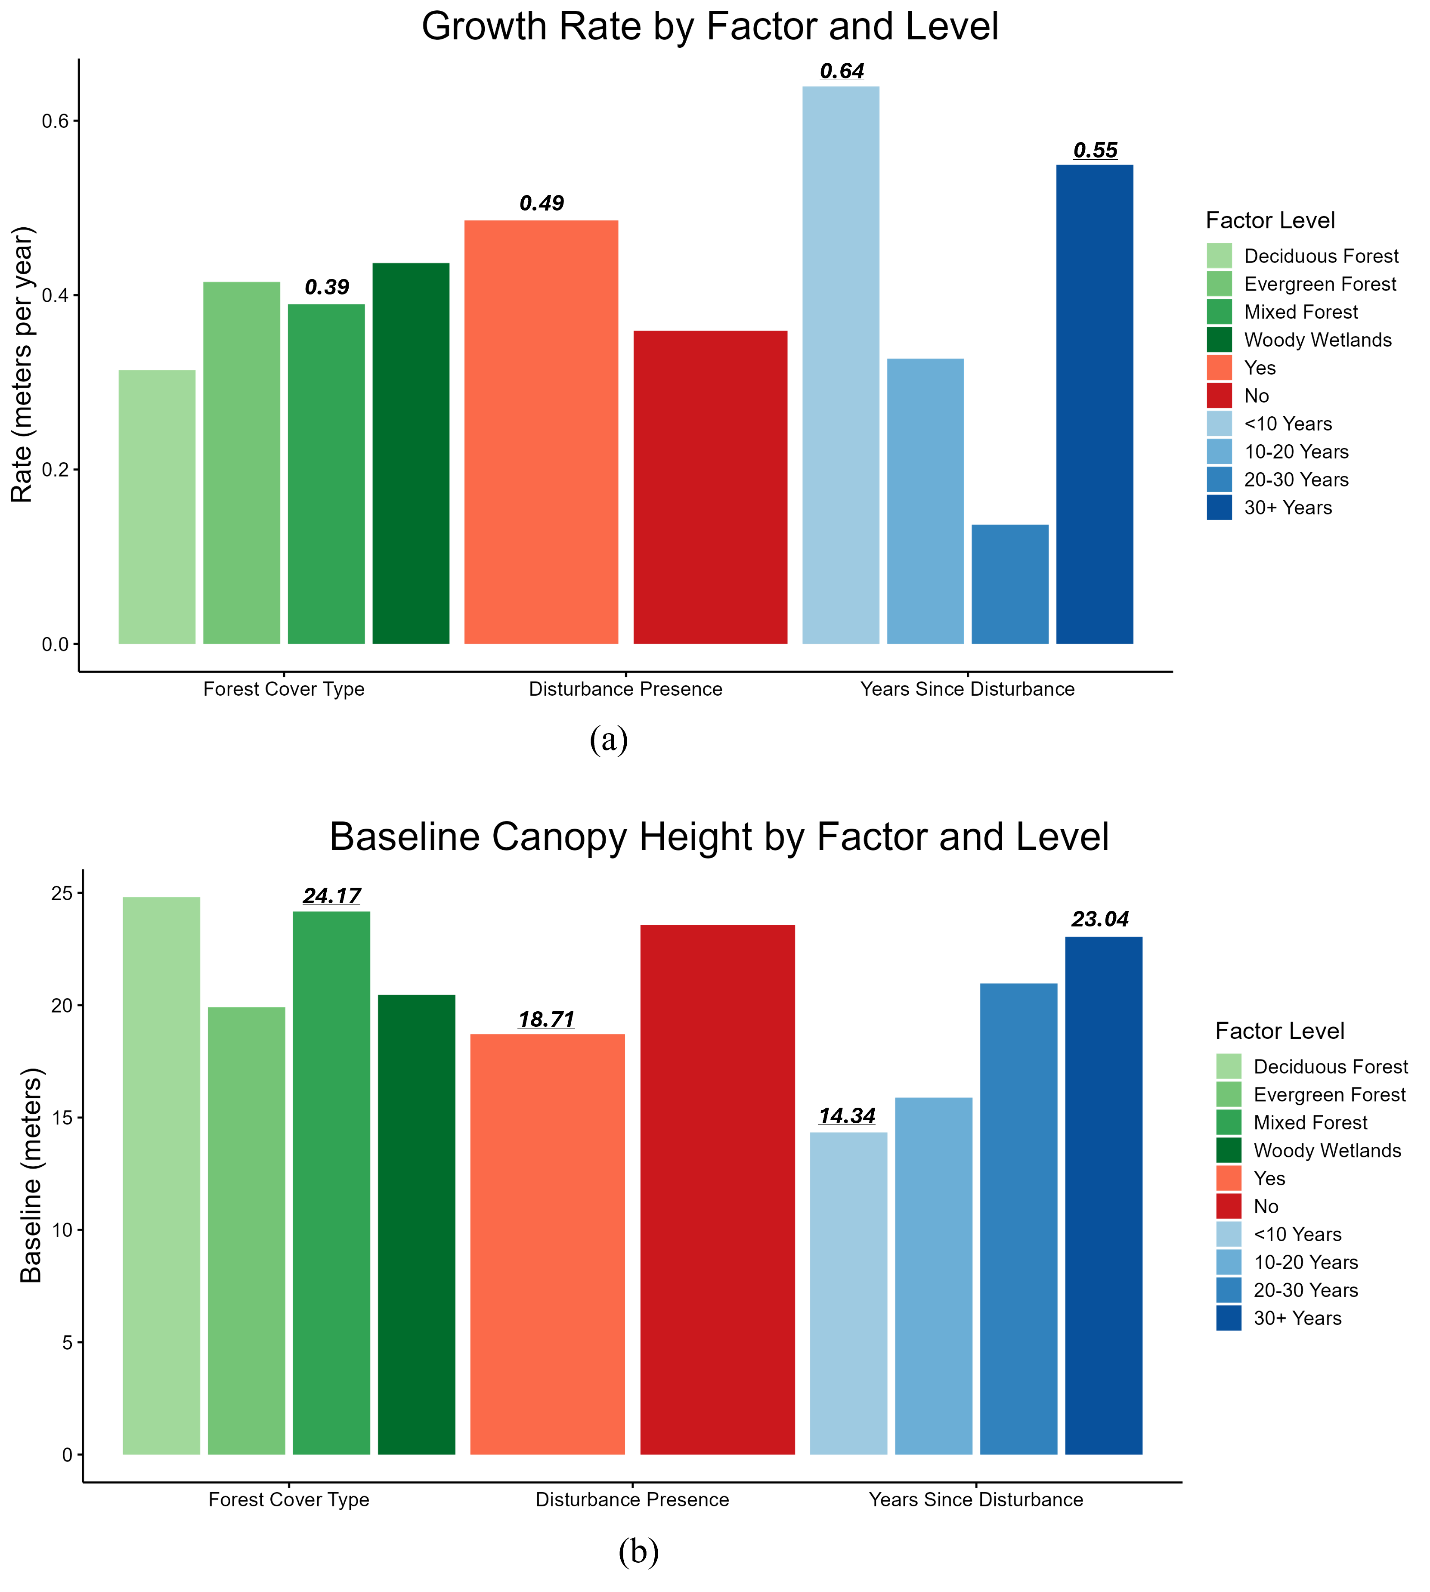 Growth Rate by Factor and Level
0.64
0.6
0.55
0.49
0.4
0.39
0.2
0.0
Rate (meters per year)
Forest Cover Type
Disturbance Presence
Years Since Disturbance
Factor Level
Deciduous Forest
Evergreen Forest
Mixed Forest
Woody Wetlands
Yes
No
<10 Years
10-20 Years
20-30 Years
30+ Years
(a)
Baseline Canopy Height by Factor and Level
25
24.17
23.04
20
18.71
15
14.34
10
5
0
Baseline (meters)
Forest Cover Type
Disturbance Presence
Years Since Disturbance
Factor Level
Deciduous Forest
Evergreen Forest
Mixed Forest
Woody Wetlands
Yes
No
<10 Years
10-20 Years
20-30 Years
30+ Years
(b)